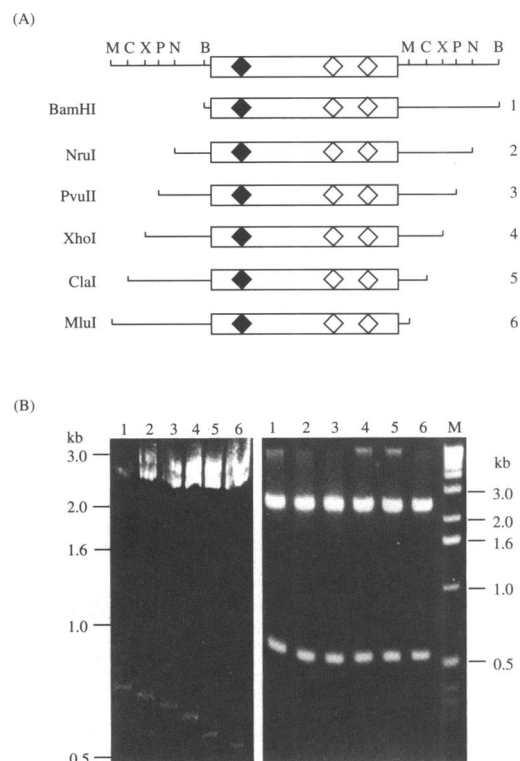 (A)
M C X P N B M C X P N B
BamHI 1
NruI 2
PvuII 3
XhoI 4
ClaI 5
MluI 6
(B)
kb 1 2 3 4 5 6 1 2 3 4 5 6 M
kb
3.0
3.0
2.0
2.0
1.6
1.6
1.0
1.0
0.5
0.5